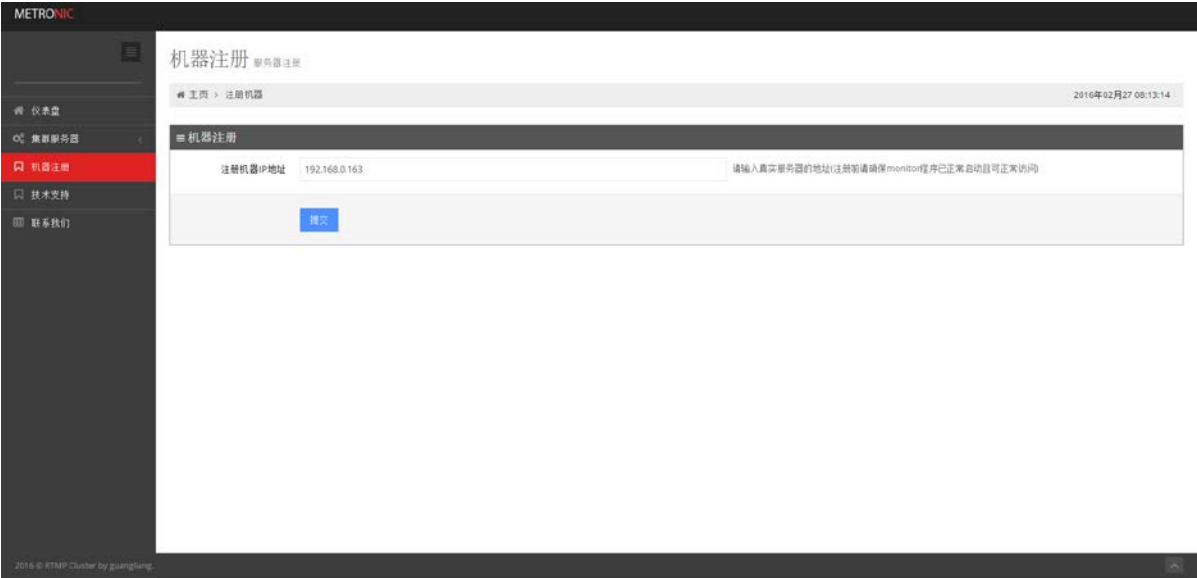 METRONIC
机器注册 服务器注册
主页 > 注册机器
2016年02月27 08:13:14
仪表盘
集群服务器
机器注册
技术支持
联系我们
机器注册
注册机器IP地址
192.168.0.163
请输入真实服务器的地址(注册前请确保monitor程序已正常启动且可正常访问)
提交
2016 © RTMP Cluster by guangliang.